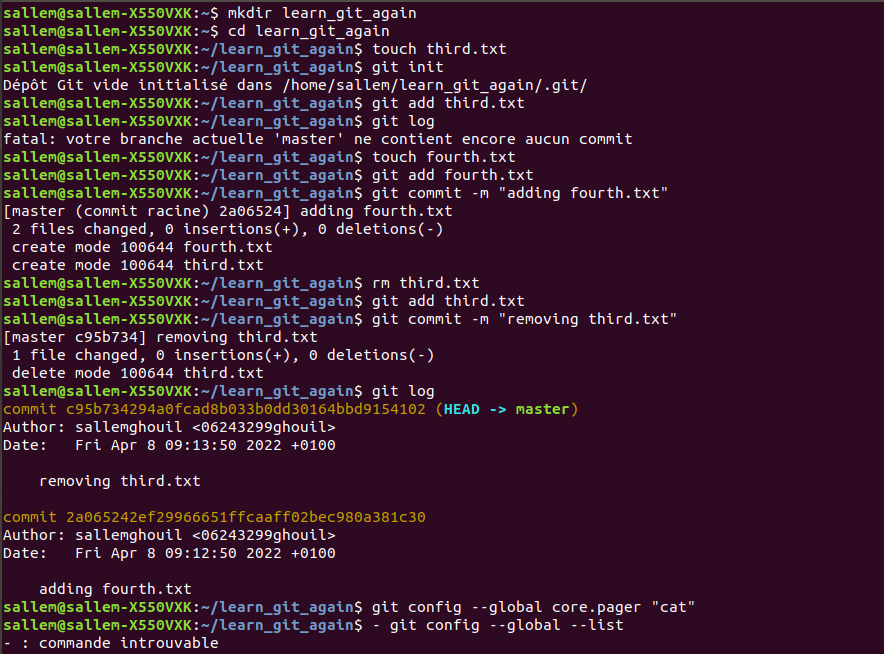 sallem@sallem-X550VXK:~$ mkdir learn_git_again
sallem@sallem-X550VXK:~$ cd learn_git_again
sallem@sallem-X550VXK:~/learn_git_again$ touch third.txt
sallem@sallem-X550VXK:~/learn_git_again$ git init
Dépôt Git vide initialisé dans /home/sallem/learn_git_again/.git/
sallem@sallem-X550VXK:~/learn_git_again$ git add third.txt
sallem@sallem-X550VXK:~/learn_git_again$ git log
fatal: votre branche actuelle 'master' ne contient encore aucun commit
sallem@sallem-X550VXK:~/learn_git_again$ touch fourth.txt
sallem@sallem-X550VXK:~/learn_git_again$ git add fourth.txt
sallem@sallem-X550VXK:~/learn_git_again$ git commit -m "adding fourth.txt"
[master (commit racine) 2a06524] adding fourth.txt
 2 files changed, 0 insertions(+), 0 deletions(-)
 create mode 100644 fourth.txt
 create mode 100644 third.txt
sallem@sallem-X550VXK:~/learn_git_again$ rm third.txt
sallem@sallem-X550VXK:~/learn_git_again$ git add third.txt
sallem@sallem-X550VXK:~/learn_git_again$ git commit -m "removing third.txt"
[master c95b734] removing third.txt
 1 file changed, 0 insertions(+), 0 deletions(-)
 delete mode 100644 third.txt
sallem@sallem-X550VXK:~/learn_git_again$ git log
commit c95b734294a0fcad8b033b0dd30164bbd9154102 (HEAD -> master)
Author: sallemghouil <06243299ghouil>
Date:   Fri Apr 8 09:13:50 2022 +0100
    removing third.txt
commit 2a065242ef29966651ffcaaff02bec980a381c30
Author: sallemghouil <06243299ghouil>
Date:   Fri Apr 8 09:12:50 2022 +0100
    adding fourth.txt
sallem@sallem-X550VXK:~/learn_git_again$ git config --global core.pager "cat"
sallem@sallem-X550VXK:~/learn_git_again$ - git config --global --list
- : commande introuvable